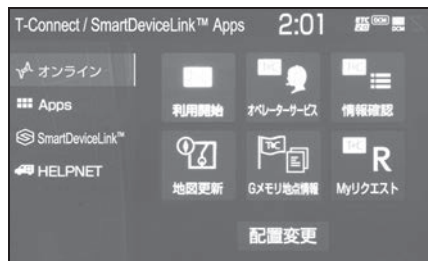 T-Connect / SmartDeviceLink™ Apps 2:01
オンライン
Apps
SmartDeviceLink™
HELPNET
利用開始 オペレーターサービス 情報確認
地図更新 Gメモリ地点情報 Myリクエスト
配置変更